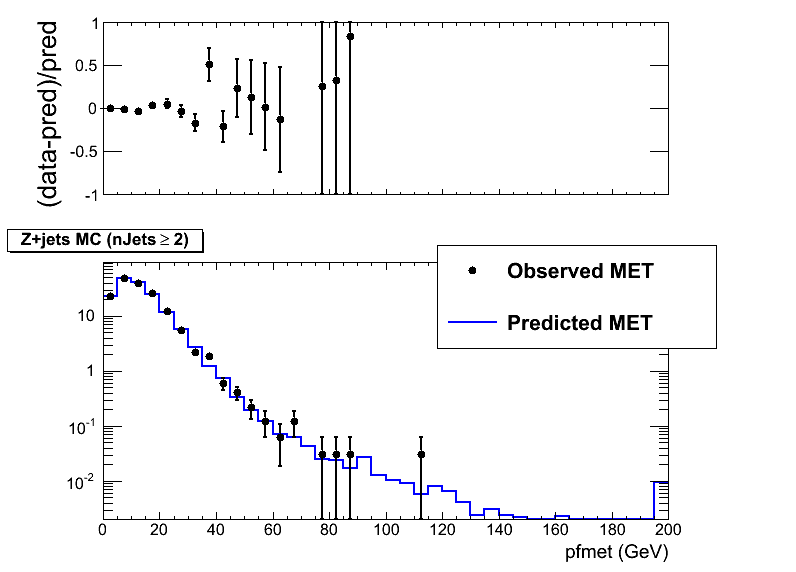 (data-pred)/pred
1
0.5
0
-0.5
-1
Z+jets MC (nJets ≥ 2)
Observed MET
Predicted MET
10
1
10⁻¹
10⁻²
0 20 40 60 80 100 120 140 160 180 200
pfmet (GeV)